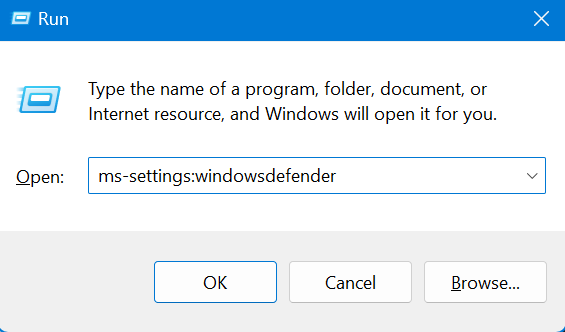 Run
Type the name of a program, folder, document, or
Internet resource, and Windows will open it for you.
Open: ms-settings:windowsdefender
OK Cancel Browse...